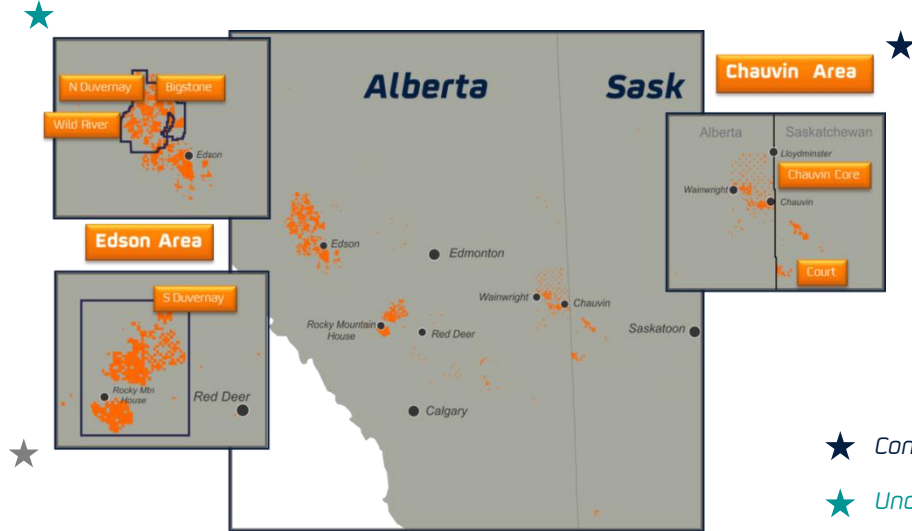 N Duvernay
Bigstone
Wild River
Edson
Edson Area
S Duvernay
Rocky Mtn
House
Red Deer
Alberta
Sask
Edson
Edmonton
Wainwright
Chauvin
Rocky Mountain
House
Red Deer
Saskatoon
Calgary
Chauvin Area
Alberta
Saskatchewan
Lloydminster
Chauvin Core
Wainwright
Chauvin
Court